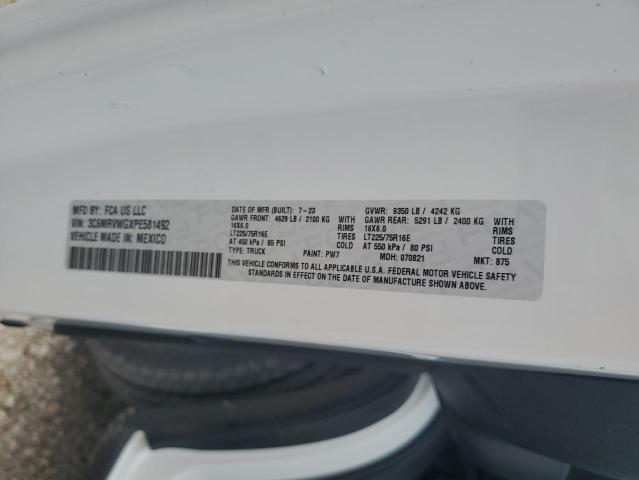 MFD BY: FCA US LLC
VIN: 3C6MRVWGXPE581492
VEHICLE MADE IN: MEXICO
DATE OF MFR (BUILT): 7-23
GAWR FRONT: 4629 LB / 2100 KG
16X6.0
LT225/75R16E
AT 450 kPa / 65 PSI
TYPE: TRUCK
WITH
RIMS
TIRES
COLD
PAINT: PW7
GVWR: 9350 LB / 4242 KG
GAWR REAR: 5291 LB / 2400 KG
16X6.0
LT225/75R16E
AT 550 kPa / 80 PSI
MDH: 070821
WITH
RIMS
TIRES
COLD
MKT: 875
THIS VEHICLE CONFORMS TO ALL APPLICABLE U.S.A. FEDERAL MOTOR VEHICLE SAFETY
STANDARDS IN EFFECT ON THE DATE OF MANUFACTURE SHOWN ABOVE.